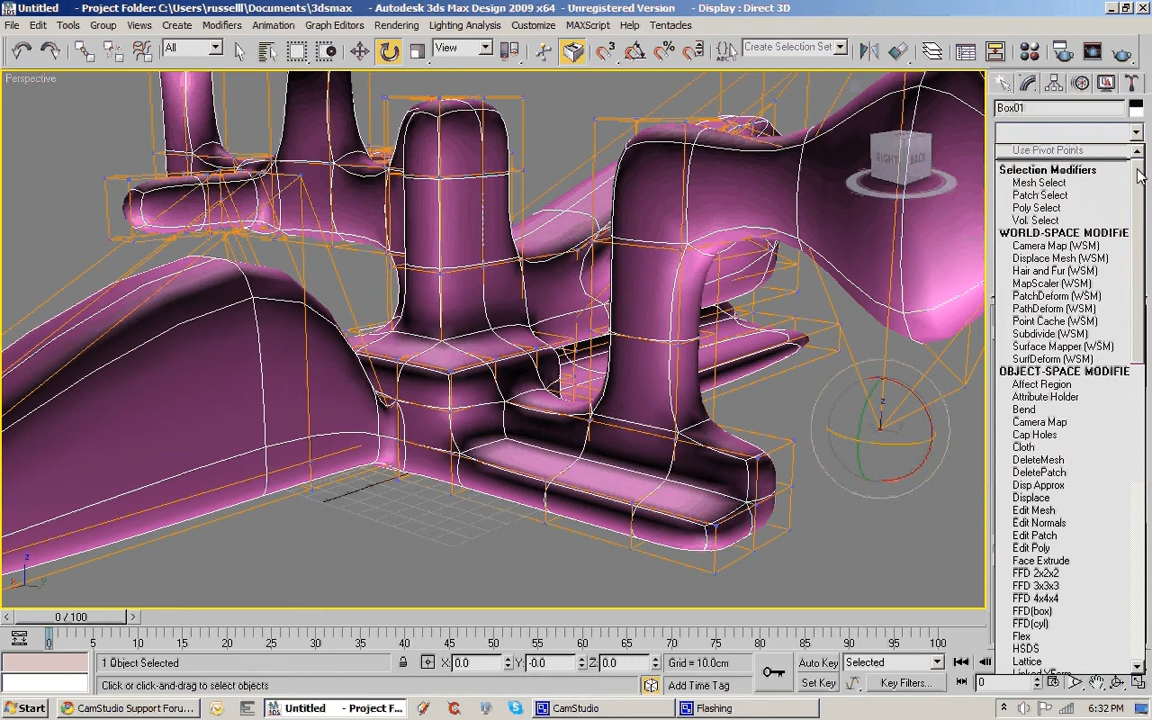 Untitled - Project Folder: C:\Users\russelll\Documents\3dsmax - Autodesk 3ds Max Design 2009 x64 - Unregistered Version - Display : Direct 3D
File Edit Tools Group Views Create Modifiers Animation Graph Editors Rendering Lighting Analysis Customize MAXScript Help Tentacles
All View Create Selection Set
Perspective
RIGHT BACK
Box01
Use Pivot Points
Selection Modifiers
Mesh Select
Patch Select
Poly Select
Vol. Select
WORLD-SPACE MODIFIE
Camera Map (WSM)
Displace Mesh (WSM)
Hair and Fur (WSM)
MapScaler (WSM)
PatchDeform (WSM)
PathDeform (WSM)
Point Cache (WSM)
Subdivide (WSM)
Surface Mapper (WSM)
SurfDeform (WSM)
OBJECT-SPACE MODIFIE
Affect Region
Attribute Holder
Bend
Camera Map
Cap Holes
Cloth
DeleteMesh
DeletePatch
Disp Approx
Displace
Edit Mesh
Edit Normals
Edit Patch
Edit Poly
Face Extrude
FFD 2x2x2
FFD 3x3x3
FFD 4x4x4
FFD(box)
FFD(cyl)
Flex
HSDS
Lattice
z
z
0 / 100
0 5 10 15 20 25 30 35 40 45 50 55 60 65 70 75 80 85 90 95 100
1 Object Selected X: 0.0 Y: -0.0 Z: 0.0 Grid = 10.0cm Auto Key Selected
Click or click-and-drag to select objects Add Time Tag Set Key Key Filters... 0
Start CamStudio Support Foru... Untitled - Project F... CamStudio Flashing 6:32 PM